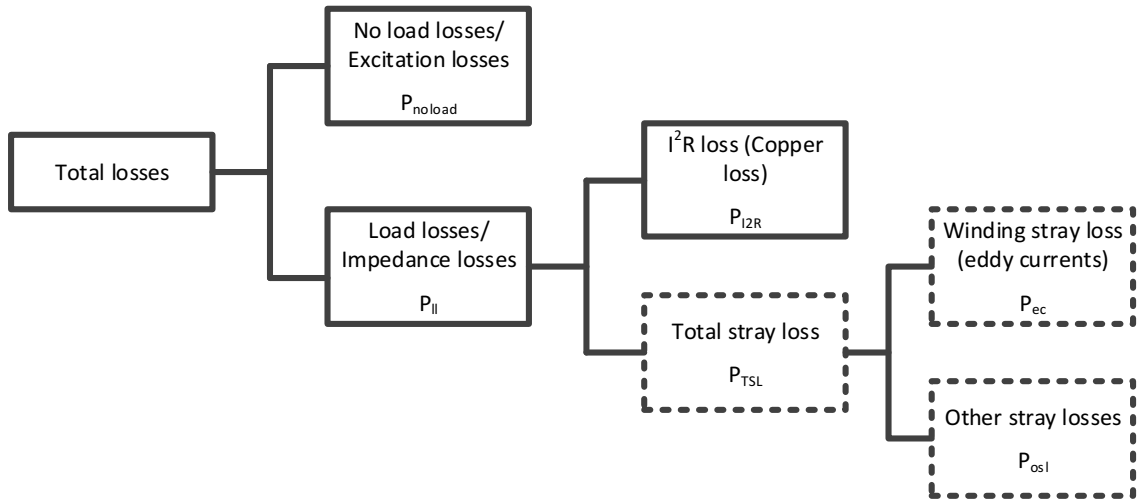 Total losses
No load losses/
Excitation losses
Pnoload
Load losses/
Impedance losses
Pll
I²R loss (Copper
loss)
PI2R
Total stray loss
PTSL
Winding stray loss
(eddy currents)
Pec
Other stray losses
Posl